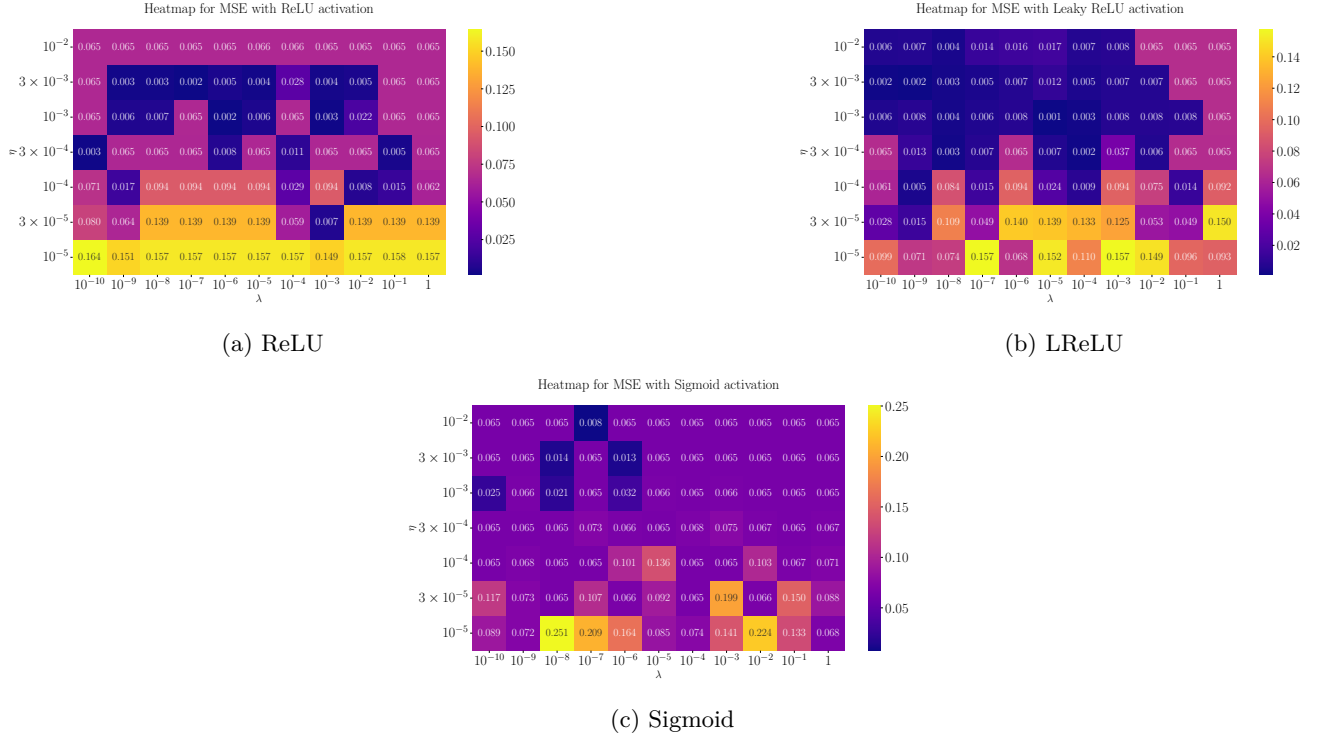 Heatmap for MSE with ReLU activation
10⁻² 0.065 0.065 0.065 0.065 0.065 0.066 0.066 0.065 0.065 0.065 0.065
3 × 10⁻³ 0.065 0.003 0.003 0.002 0.005 0.004 0.028 0.004 0.005 0.065 0.065
10⁻³ 0.065 0.006 0.007 0.065 0.002 0.006 0.065 0.003 0.022 0.065 0.065
η 3 × 10⁻⁴ 0.003 0.065 0.065 0.065 0.008 0.065 0.011 0.065 0.065 0.005 0.065
10⁻⁴ 0.071 0.017 0.094 0.094 0.094 0.094 0.029 0.094 0.008 0.015 0.062
3 × 10⁻⁵ 0.080 0.064 0.139 0.139 0.139 0.139 0.059 0.007 0.139 0.139 0.139
10⁻⁵ 0.164 0.151 0.157 0.157 0.157 0.157 0.157 0.149 0.157 0.158 0.157
10⁻¹⁰ 10⁻⁹ 10⁻⁸ 10⁻⁷ 10⁻⁶ 10⁻⁵ 10⁻⁴ 10⁻³ 10⁻² 10⁻¹ 1
λ
0.150
0.125
0.100
0.075
0.050
0.025
(a) ReLU
Heatmap for MSE with Leaky ReLU activation
10⁻² 0.006 0.007 0.004 0.014 0.016 0.017 0.007 0.008 0.065 0.065 0.065
3 × 10⁻³ 0.002 0.002 0.003 0.005 0.007 0.012 0.005 0.007 0.007 0.065 0.065
10⁻³ 0.006 0.008 0.004 0.006 0.008 0.001 0.003 0.008 0.008 0.008 0.065
η 3 × 10⁻⁴ 0.065 0.013 0.003 0.007 0.065 0.007 0.002 0.037 0.006 0.065 0.065
10⁻⁴ 0.061 0.005 0.084 0.015 0.094 0.024 0.009 0.094 0.075 0.014 0.092
3 × 10⁻⁵ 0.028 0.015 0.109 0.049 0.140 0.139 0.133 0.125 0.053 0.049 0.150
10⁻⁵ 0.099 0.071 0.074 0.157 0.068 0.152 0.110 0.157 0.149 0.096 0.093
10⁻¹⁰ 10⁻⁹ 10⁻⁸ 10⁻⁷ 10⁻⁶ 10⁻⁵ 10⁻⁴ 10⁻³ 10⁻² 10⁻¹ 1
λ
0.14
0.12
0.10
0.08
0.06
0.04
0.02
(b) LReLU
Heatmap for MSE with Sigmoid activation
10⁻² 0.065 0.065 0.065 0.008 0.065 0.065 0.065 0.065 0.065 0.065 0.065
3 × 10⁻³ 0.065 0.065 0.014 0.065 0.013 0.065 0.065 0.065 0.065 0.065 0.065
10⁻³ 0.025 0.066 0.021 0.065 0.032 0.066 0.065 0.066 0.065 0.065 0.065
η 3 × 10⁻⁴ 0.065 0.065 0.065 0.073 0.066 0.065 0.068 0.075 0.067 0.065 0.067
10⁻⁴ 0.065 0.068 0.065 0.065 0.101 0.136 0.065 0.065 0.103 0.067 0.071
3 × 10⁻⁵ 0.117 0.073 0.065 0.107 0.066 0.092 0.065 0.199 0.066 0.150 0.088
10⁻⁵ 0.089 0.072 0.251 0.209 0.164 0.085 0.074 0.141 0.224 0.133 0.068
10⁻¹⁰ 10⁻⁹ 10⁻⁸ 10⁻⁷ 10⁻⁶ 10⁻⁵ 10⁻⁴ 10⁻³ 10⁻² 10⁻¹ 1
λ
0.25
0.20
0.15
0.10
0.05
(c) Sigmoid